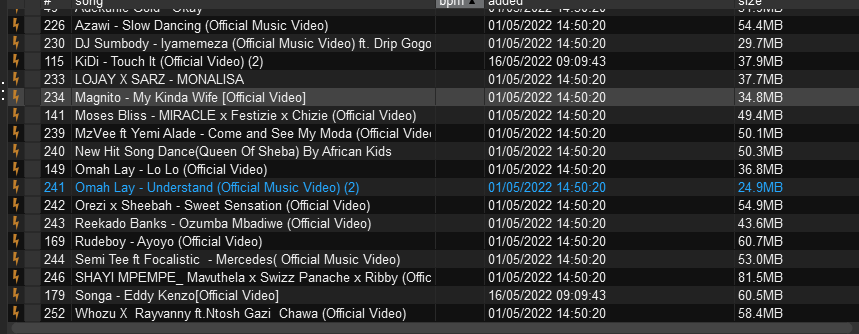 # song bpm added size
49 Adekunle Gold - Okay 01/05/2022 14:50:20 51.9MB
226 Azawi - Slow Dancing (Official Music Video) 01/05/2022 14:50:20 54.4MB
230 DJ Sumbody - Iyamemeza (Official Music Video) ft. Drip Gogo 01/05/2022 14:50:20 29.7MB
115 KiDi - Touch It (Official Video) (2) 16/05/2022 09:09:43 37.9MB
233 LOJAY X SARZ - MONALISA 01/05/2022 14:50:20 37.7MB
234 Magnito - My Kinda Wife [Official Video] 01/05/2022 14:50:20 34.8MB
141 Moses Bliss - MIRACLE x Festizie x Chizie (Official Video) 01/05/2022 14:50:20 49.4MB
239 MzVee ft Yemi Alade - Come and See My Moda (Official Vide 01/05/2022 14:50:20 50.1MB
240 New Hit Song Dance(Queen Of Sheba) By African Kids 01/05/2022 14:50:20 50.3MB
149 Omah Lay - Lo Lo (Official Video) 01/05/2022 14:50:20 36.8MB
241 Omah Lay - Understand (Official Music Video) (2) 01/05/2022 14:50:20 24.9MB
242 Orezi x Sheebah - Sweet Sensation (Official Video) 01/05/2022 14:50:20 54.9MB
243 Reekado Banks - Ozumba Mbadiwe (Official Video) 01/05/2022 14:50:20 43.6MB
169 Rudeboy - Ayoyo (Official Video) 01/05/2022 14:50:20 60.7MB
244 Semi Tee ft Focalistic - Mercedes( Official Music Video) 01/05/2022 14:50:20 53.0MB
246 SHAYI MPEMPE_ Mavuthela x Swizz Panache x Ribby (Offic 01/05/2022 14:50:20 81.5MB
179 Songa - Eddy Kenzo[Official Video] 16/05/2022 09:09:43 60.5MB
252 Whozu X Rayvanny ft.Ntosh Gazi Chawa (Official Video) 01/05/2022 14:50:20 58.4MB